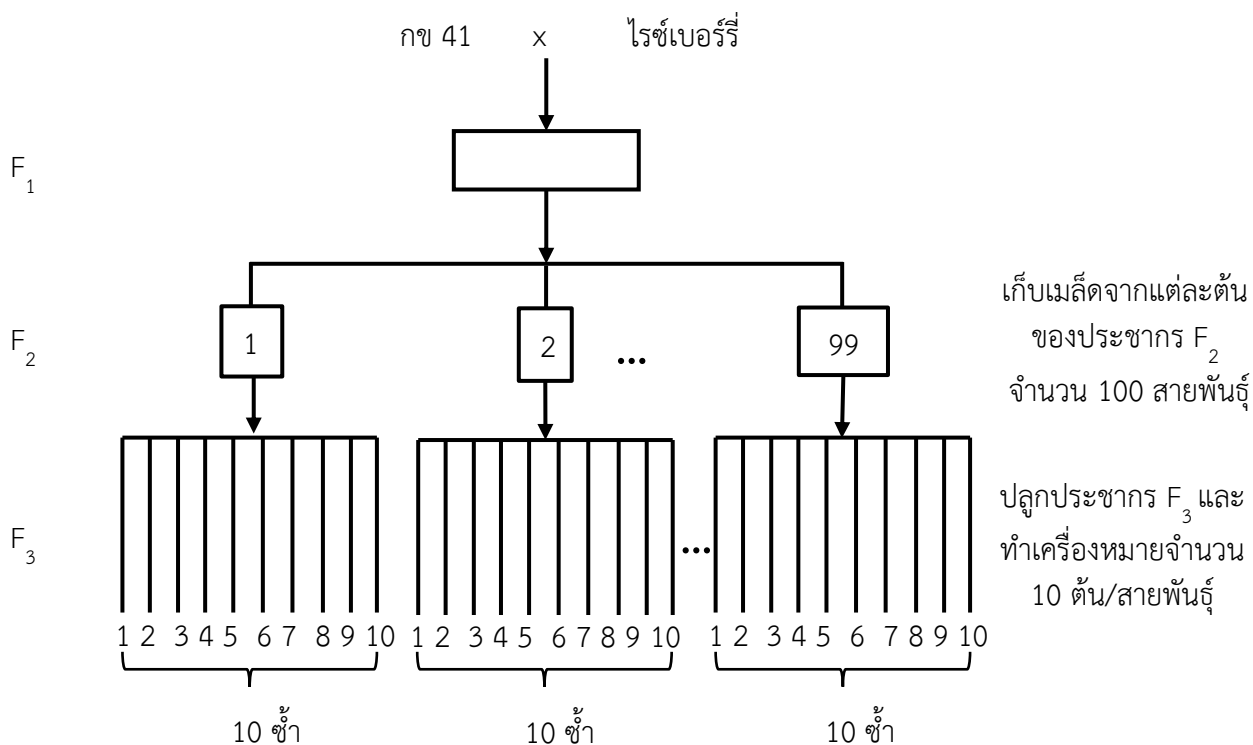 กข 41 x ไรซ์เบอร์รี่
F₁
F₂
1 2 ... 99
เก็บเมล็ดจากแต่ละต้น
ของประชากร F₂
จำนวน 100 สายพันธุ์
F₃
...
ปลูกประชากร F₃ และ
ทำเครื่องหมายจำนวน
10 ต้น/สายพันธุ์
1 2 3 4 5 6 7 8 9 10 1 2 3 4 5 6 7 8 9 10 1 2 3 4 5 6 7 8 9 10
10 ซ้ำ 10 ซ้ำ 10 ซ้ำ